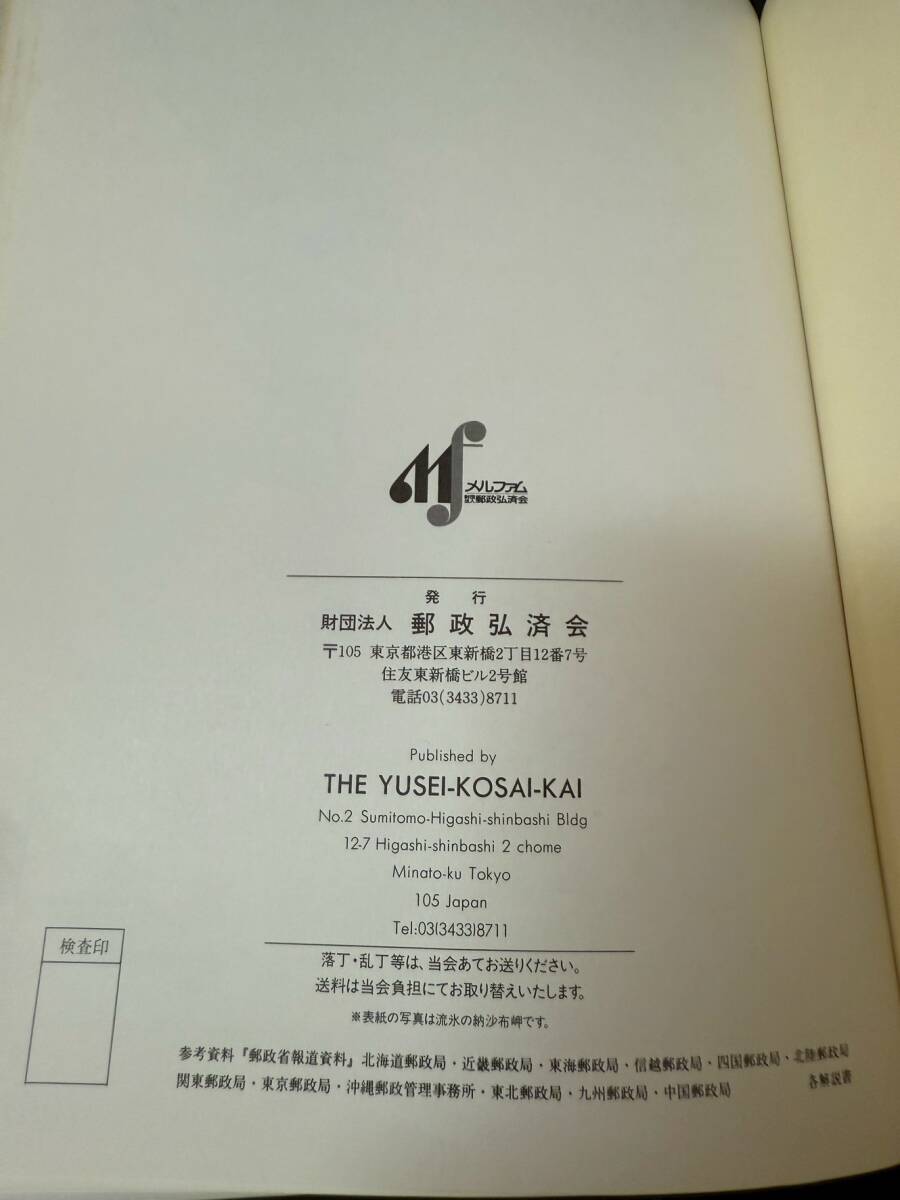 Mf
メルファム
財団法人郵政弘済会
発行
財団法人 郵政弘済会
〒105 東京都港区東新橋2丁目12番7号
住友東新橋ビル2号館
電話03(3433)8711
Published by
THE YUSEI-KOSAI-KAI
No.2 Sumitomo-Higashi-shinbashi Bldg
12-7 Higashi-shinbashi 2 chome
Minato-ku Tokyo
105 Japan
Tel:03(3433)8711
検査印
落丁・乱丁等は、当会あてお送りください。
送料は当会負担にてお取り替えいたします。
※表紙の写真は流氷の納沙布岬です。
参考資料『郵政省報道資料』北海道郵政局・近畿郵政局・東海郵政局・信越郵政局・四国郵政局・北陸郵政局
関東郵政局・東京郵政局・沖縄郵政管理事務所・東北郵政局・九州郵政局・中国郵政局 各解説書